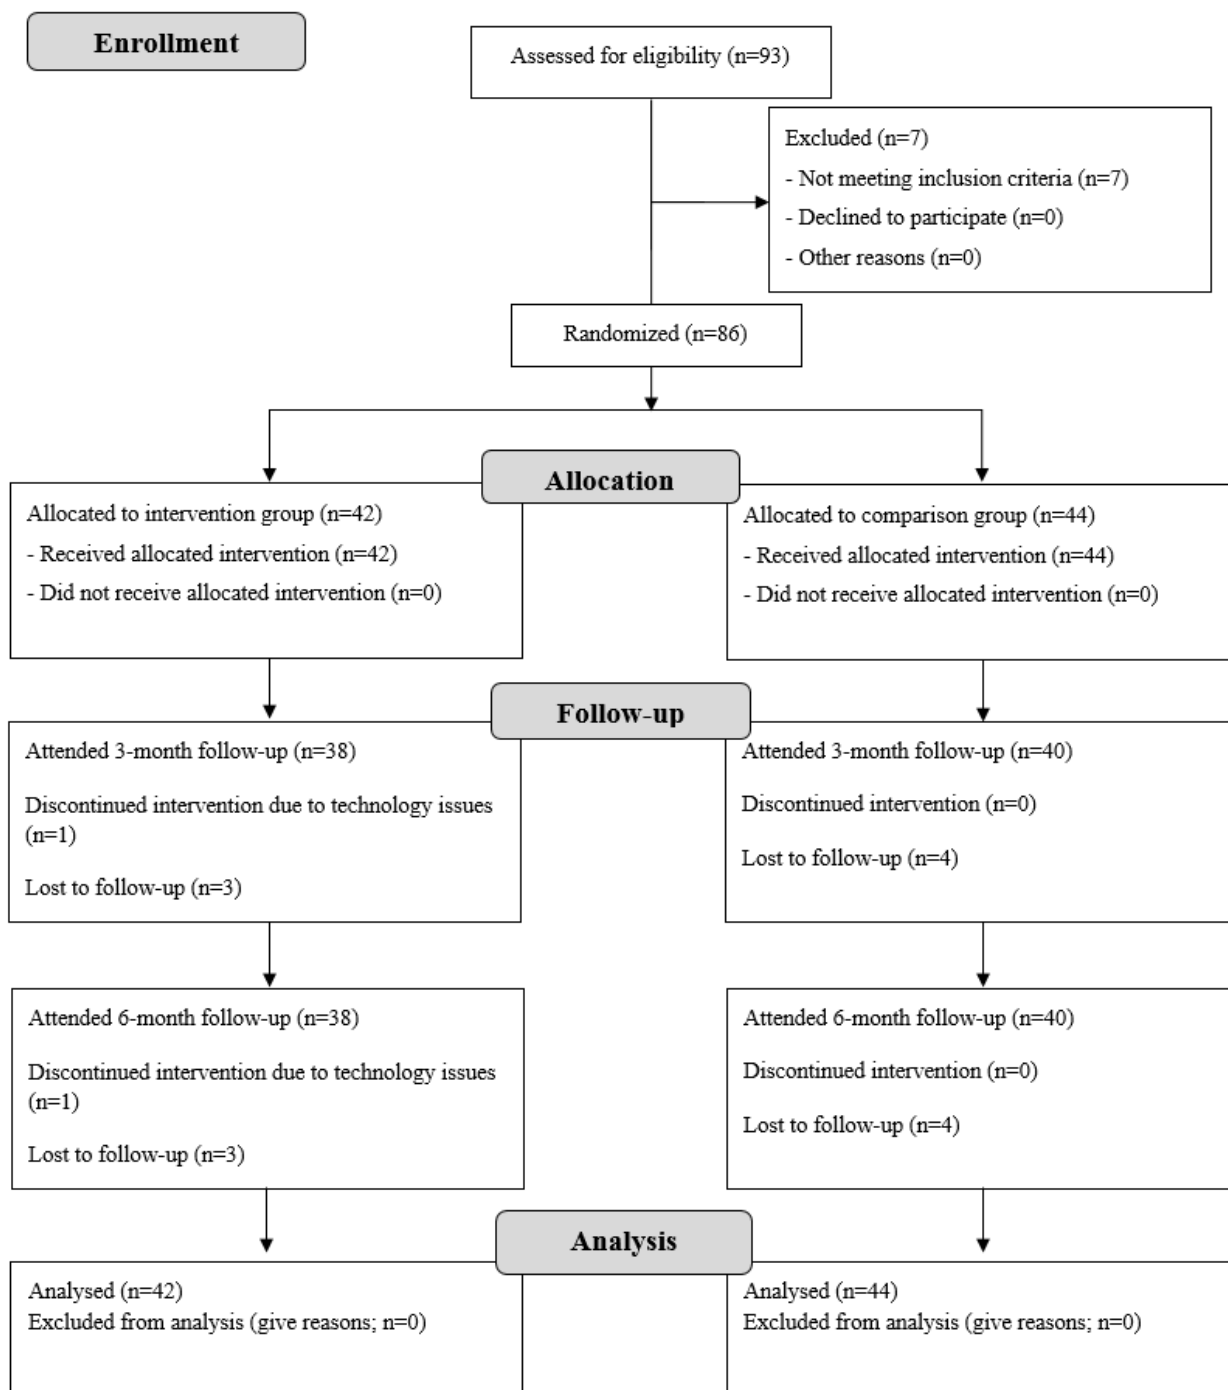 Enrollment
Assessed for eligibility (n=93)
Excluded (n=7)
- Not meeting inclusion criteria (n=7)
- Declined to participate (n=0)
- Other reasons (n=0)
Randomized (n=86)
Allocation
Allocated to intervention group (n=42)
- Received allocated intervention (n=42)
- Did not receive allocated intervention (n=0)
Allocated to comparison group (n=44)
- Received allocated intervention (n=44)
- Did not receive allocated intervention (n=0)
Follow-up
Attended 3-month follow-up (n=38)
Discontinued intervention due to technology issues
(n=1)
Lost to follow-up (n=3)
Attended 3-month follow-up (n=40)
Discontinued intervention (n=0)
Lost to follow-up (n=4)
Attended 6-month follow-up (n=38)
Discontinued intervention due to technology issues
(n=1)
Lost to follow-up (n=3)
Attended 6-month follow-up (n=40)
Discontinued intervention (n=0)
Lost to follow-up (n=4)
Analysis
Analysed (n=42)
Excluded from analysis (give reasons; n=0)
Analysed (n=44)
Excluded from analysis (give reasons; n=0)